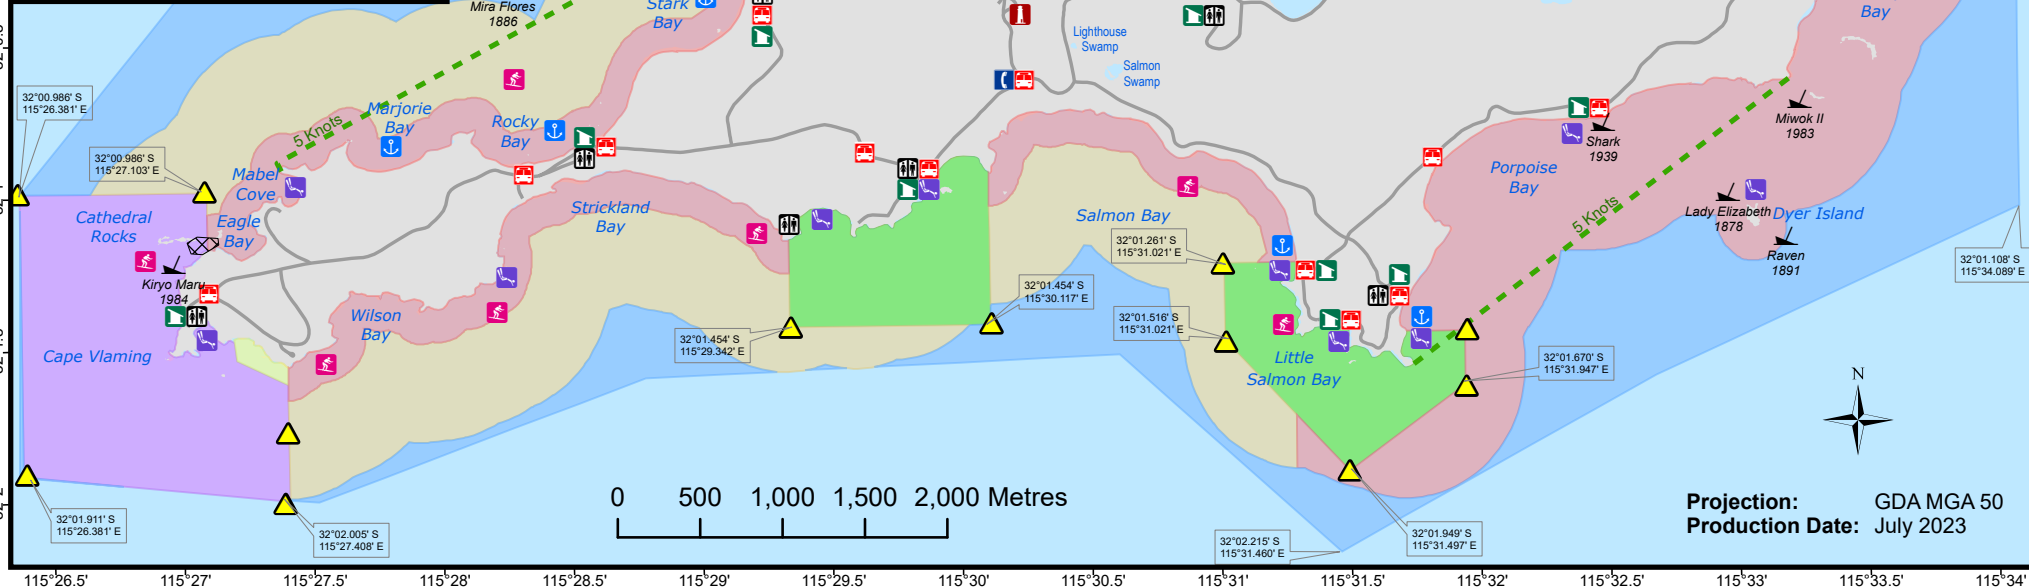 Mira Flores
1886
Stark
Bay
Bay
Lighthouse
Swamp
Salmon
Swamp
32°00.986' S
115°26.381' E
Marjorie
Bay
Rocky
Bay
5 Knots
Miwok II
1983
Shark
1939
32°00.986' S
115°27.103' E
Mabel
Cove
Porpoise
Bay
Cathedral
Rocks
Eagle
Bay
Strickland
Bay
Salmon Bay
5 Knots
Lady Elizabeth
1878
Dyer Island
Raven
1891
32°01.261' S
115°31.021' E
32°01.108' S
115°34.089' E
Kiryo Maru
1984
32°01.454' S
115°30.117' E
Wilson
Bay
32°01.516' S
115°31.021' E
32°01.454' S
115°29.342' E
Cape Vlaming
Little
Salmon Bay
32°01.670' S
115°31.947' E
N
0 500 1,000 1,500 2,000 Metres
Projection: GDA MGA 50
Production Date: July 2023
32°01.911' S
115°26.381' E
32°02.005' S
115°27.408' E
32°01.949' S
115°31.497' E
32°02.215' S
115°31.460' E
115°26.5' 115°27' 115°27.5' 115°28' 115°28.5' 115°29' 115°29.5' 115°30' 115°30.5' 115°31' 115°31.5' 115°32' 115°32.5' 115°33' 115°33.5' 115°34'